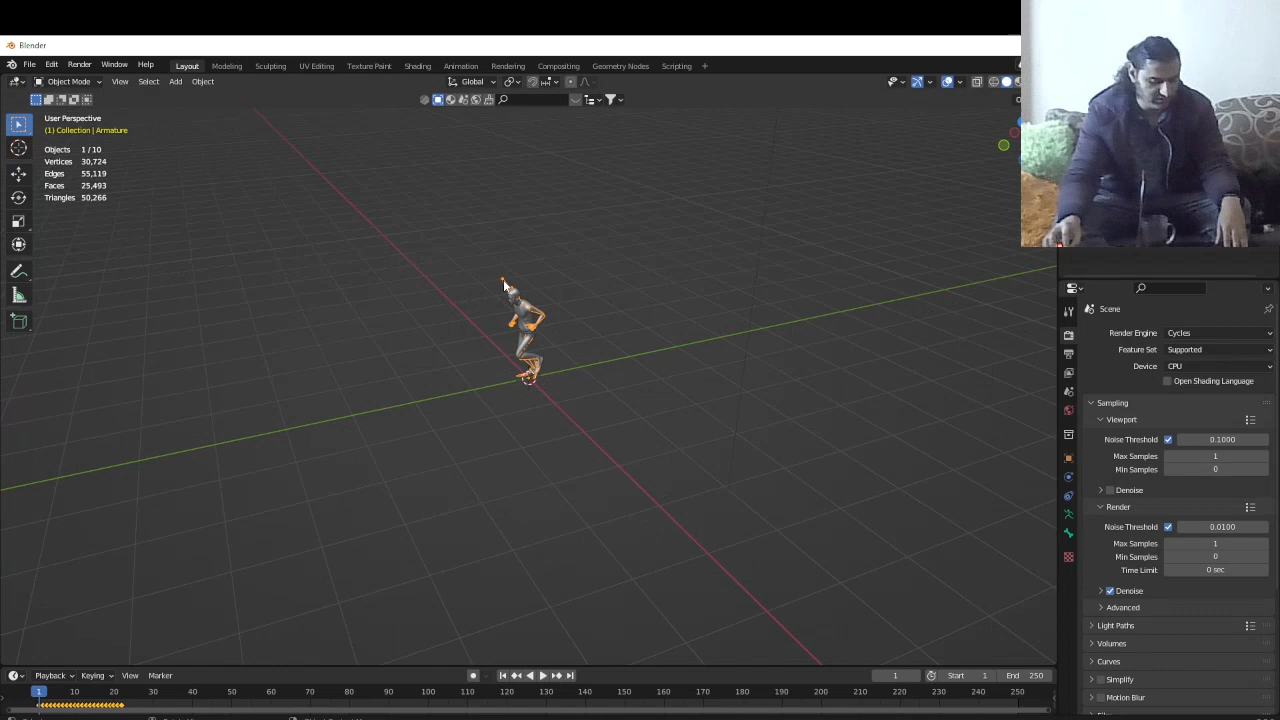 Blender
File Edit Render Window Help Layout Modeling Sculpting UV Editing Texture Paint Shading Animation Rendering Compositing Geometry Nodes Scripting +
Object Mode View Select Add Object Global
User Perspective
(1) Collection | Armature
Objects 1 / 10
Vertices 30,724
Edges 55,119
Faces 25,493
Triangles 50,266
Scene
Render Engine Cycles
Feature Set Supported
Device CPU
Open Shading Language
Sampling
Viewport
Noise Threshold 0.1000
Max Samples 1
Min Samples 0
Denoise
Render
Noise Threshold 0.0100
Max Samples 1
Min Samples 0
Time Limit 0 sec
Denoise
Advanced
Light Paths
Volumes
Curves
Simplify
Motion Blur
Playback Keying View Marker 1 Start 1 End 250
1 10 20 30 40 50 60 70 80 90 100 110 120 130 140 150 160 170 180 190 200 210 220 230 240 250